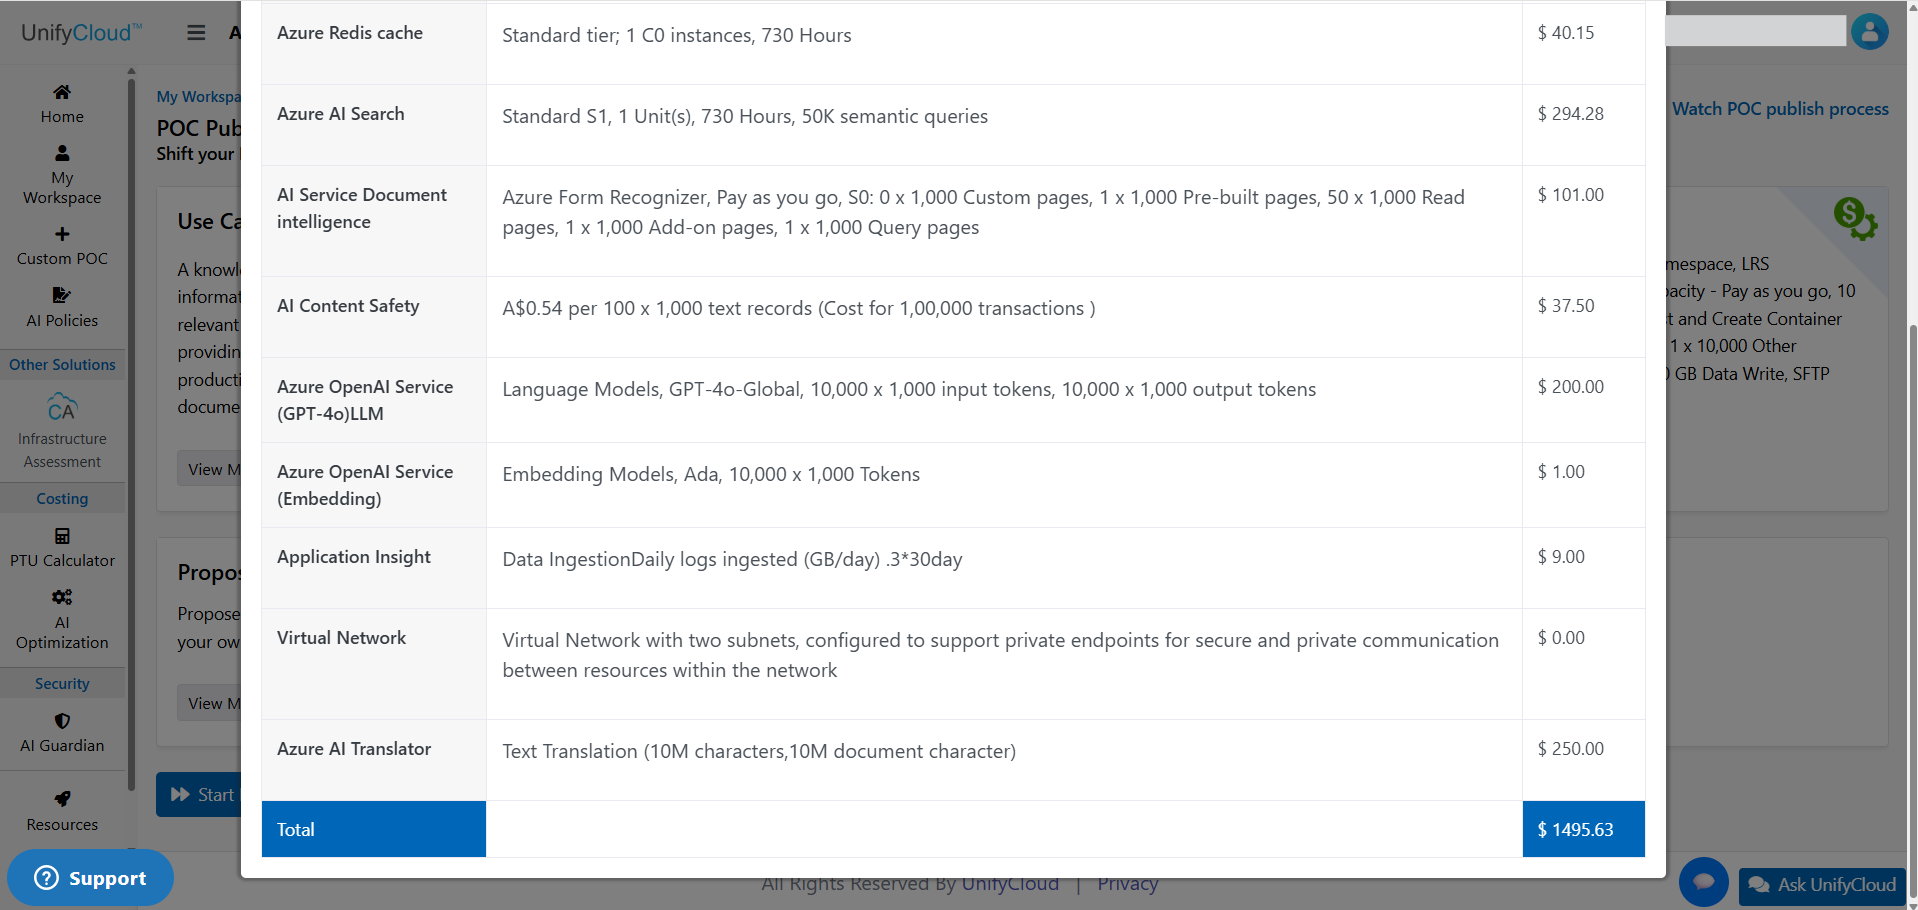 UnifyCloud™
A
Home
My
Workspace
Custom POC
AI Policies
Other Solutions
CA
Infrastructure
Assessment
Costing
PTU Calculator
AI
Optimization
Security
AI Guardian
Resources
Support
My Workspa
POC Pub
Shift your
Use Ca
A knowl
informat
relevant
providin
producti
docume
View M
Propos
Propose
your ow
View M
Start
Azure Redis cache
Standard tier; 1 C0 instances, 730 Hours
$ 40.15
Azure AI Search
Standard S1, 1 Unit(s), 730 Hours, 50K semantic queries
$ 294.28
AI Service Document
intelligence
Azure Form Recognizer, Pay as you go, S0: 0 x 1,000 Custom pages, 1 x 1,000 Pre-built pages, 50 x 1,000 Read
pages, 1 x 1,000 Add-on pages, 1 x 1,000 Query pages
$ 101.00
AI Content Safety
A$0.54 per 100 x 1,000 text records (Cost for 1,00,000 transactions )
$ 37.50
Azure OpenAI Service
(GPT-4o)LLM
Language Models, GPT-4o-Global, 10,000 x 1,000 input tokens, 10,000 x 1,000 output tokens
$ 200.00
Azure OpenAI Service
(Embedding)
Embedding Models, Ada, 10,000 x 1,000 Tokens
$ 1.00
Application Insight
Data IngestionDaily logs ingested (GB/day) .3*30day
$ 9.00
Virtual Network
Virtual Network with two subnets, configured to support private endpoints for secure and private communication
between resources within the network
$ 0.00
Azure AI Translator
Text Translation (10M characters,10M document character)
$ 250.00
Total
$ 1495.63
Watch POC publish process
mespace, LRS
acity - Pay as you go, 10
t and Create Container
1 x 10,000 Other
GB Data Write, SFTP
All Rights Reserved By UnifyCloud | Privacy
Ask UnifyCloud